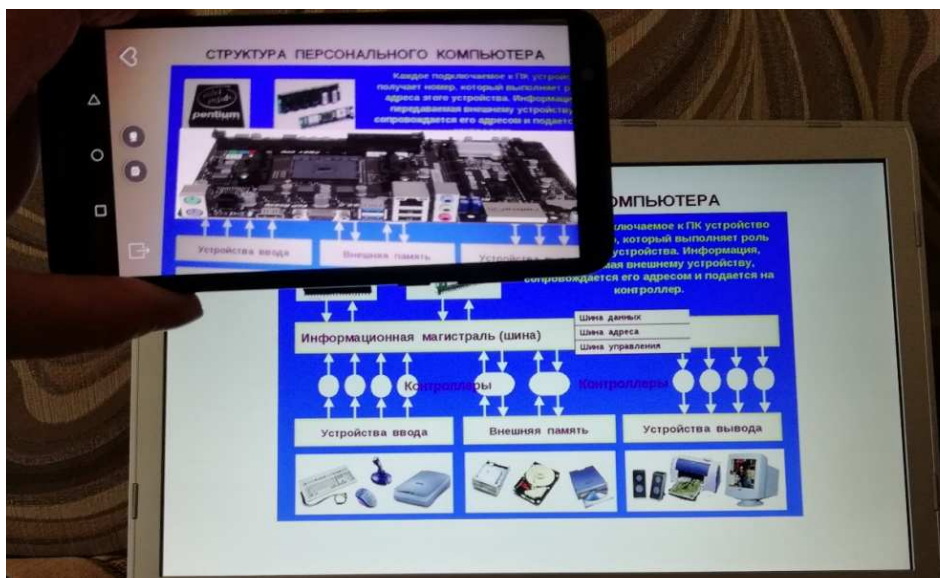 СТРУКТУРА ПЕРСОНАЛЬНОГО КОМПЬЮТЕРА
Каждое подключаемое к ПК
получает номер, который выполняет
адреса этого устройства. Информация
передаваемая внешнему устройству
сопровождается его адресом и подается
pentium
Устройства ввода
Внешняя память
Устройства
МПЬЮТЕРА
ключаемое к ПК устройство
который выполняет роль
устройства. Информация,
мая внешнему устройству,
сопровождается его адресом и подается на
контроллер.
Информационная магистраль (шина)
Шина данных
Шина адреса
Шина управления
Контроллеры
Контроллеры
Устройства ввода
Внешняя память
Устройства вывода